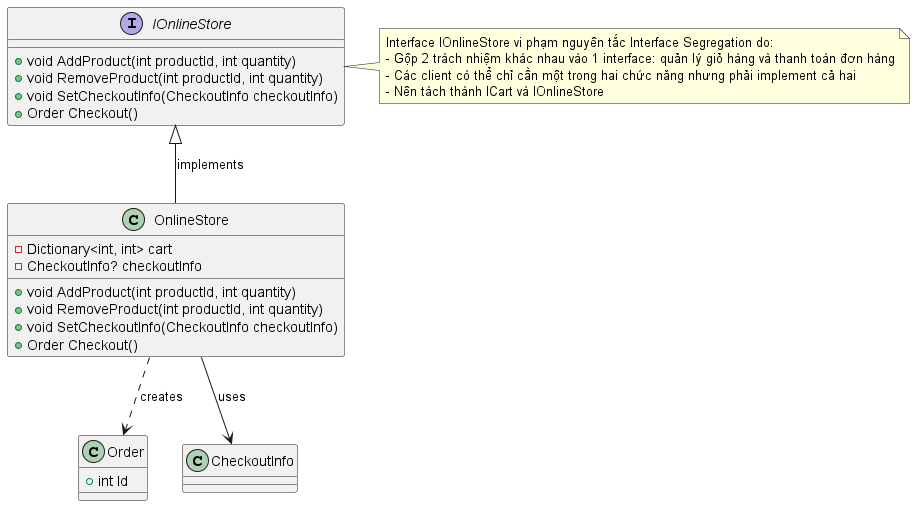 IOnlineStore
void AddProduct(int productId, int quantity)
void RemoveProduct(int productId, int quantity)
void SetCheckoutInfo(CheckoutInfo checkoutInfo)
Order Checkout()
Interface IOnlineStore vi phạm nguyên tắc Interface Segregation do:
- Gộp 2 trách nhiệm khác nhau vào 1 interface: quản lý giỏ hàng và thanh toán đơn hàng
- Các client có thể chỉ cần một trong hai chức năng nhưng phải implement cả hai
- Nên tách thành ICart và IOnlineStore
implements
OnlineStore
Dictionary<int, int> cart
CheckoutInfo? checkoutInfo
void AddProduct(int productId, int quantity)
void RemoveProduct(int productId, int quantity)
void SetCheckoutInfo(CheckoutInfo checkoutInfo)
Order Checkout()
creates
uses
Order
int Id
CheckoutInfo